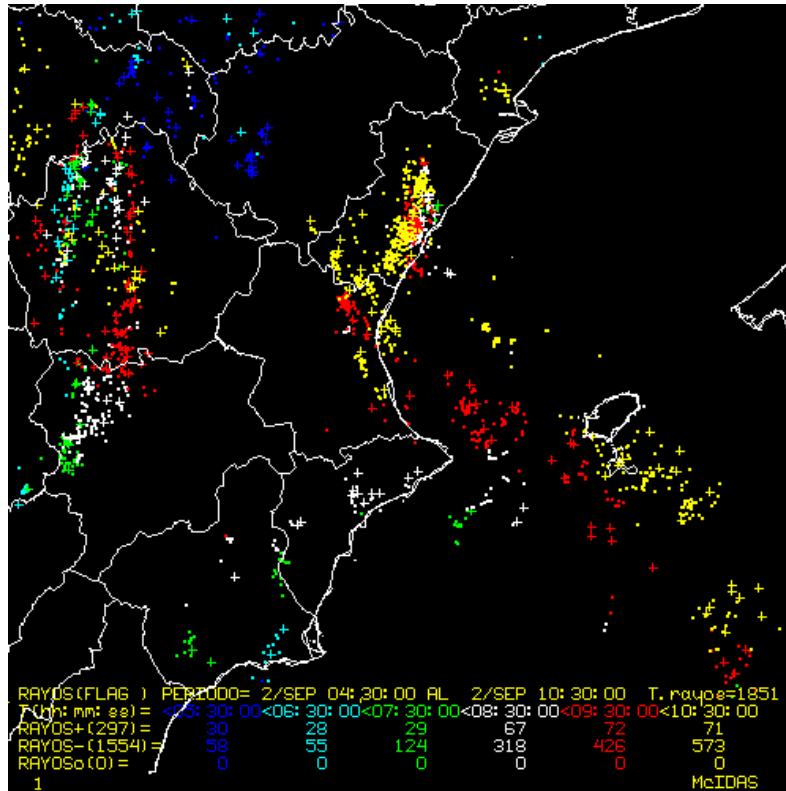 RAYOS(FLAG ) PERIODO= 2/SEP 04:30:00 AL 2/SEP 10:30:00 T.rayos=1851
T(hh:mm:ss)= <05:30:00<06:30:00<07:30:00<08:30:00<09:30:00<10:30:00
RAYOS+(297)= 30 28 29 67 72 71
RAYOS-(1554)= 58 55 124 318 426 573
RAYOSo(0)= 0 0 0 0 0 0
1 McIDAS